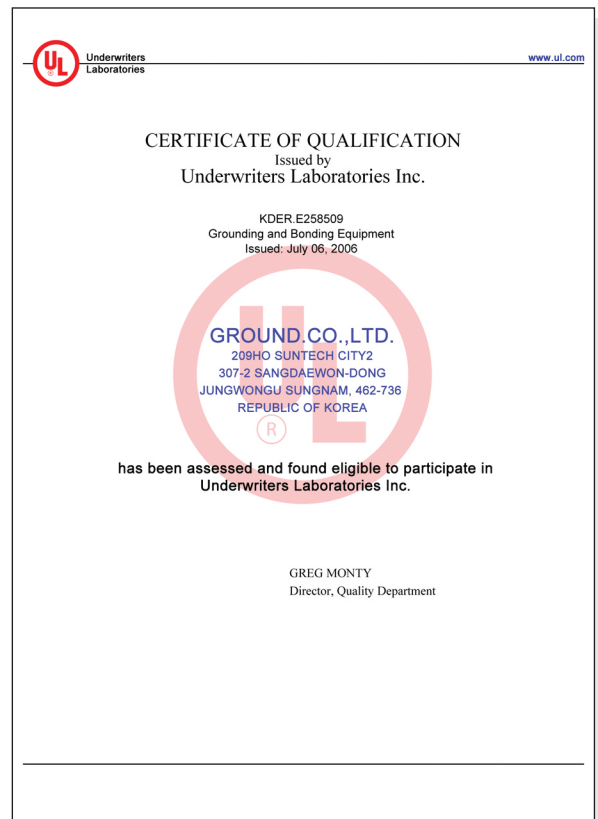 UL
Underwriters
Laboratories
www.ul.com
CERTIFICATE OF QUALIFICATION
Issued by
Underwriters Laboratories Inc.
KDER.E258509
Grounding and Bonding Equipment
Issued: July 06, 2006
GROUND.CO.,LTD.
209HO SUNTECH CITY2
307-2 SANGDAEWON-DONG
JUNGWONGU SUNGNAM, 462-736
REPUBLIC OF KOREA
UL
®
has been assessed and found eligible to participate in
Underwriters Laboratories Inc.
GREG MONTY
Director, Quality Department